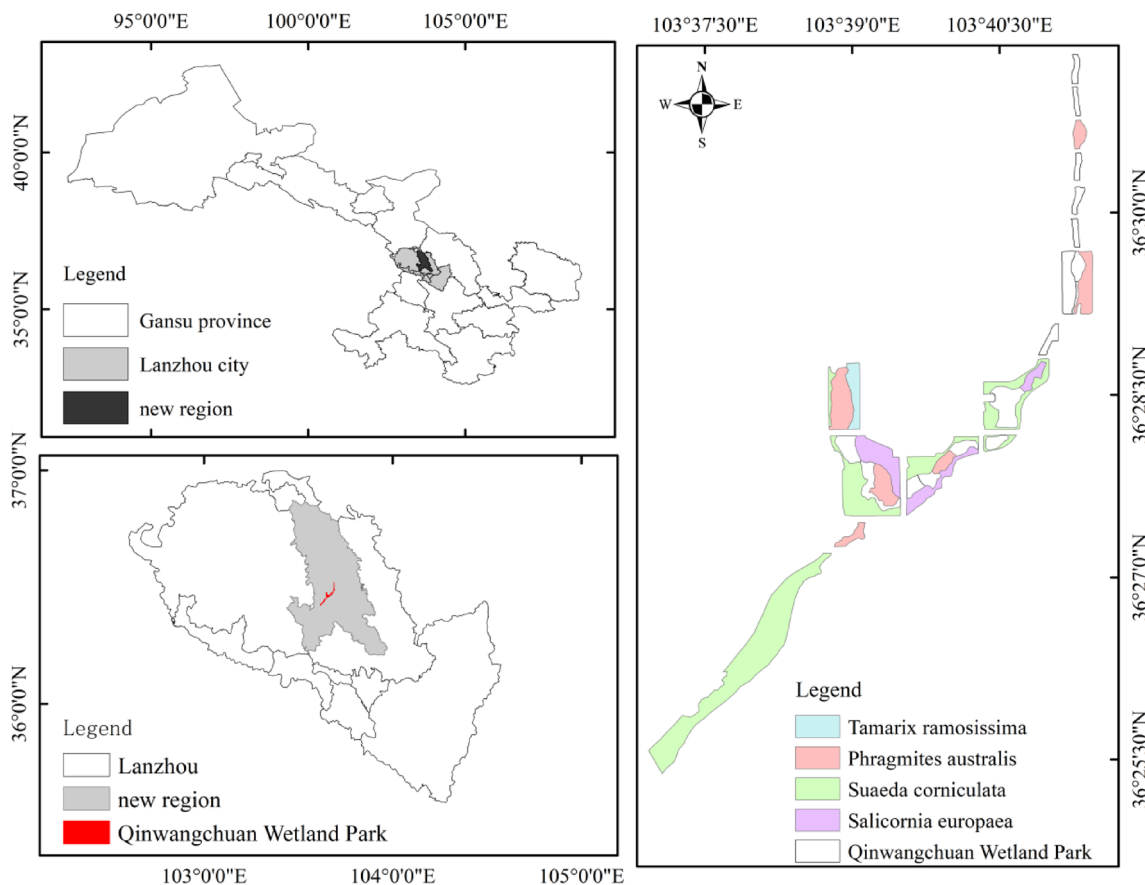 95°0'0"E 100°0'0"E 105°0'0"E
40°0'0"N
35°0'0"N
Legend
Gansu province
Lanzhou city
new region
37°0'0"N
36°0'0"N
Legend
Lanzhou
new region
Qinwangchuan Wetland Park
103°0'0"E 104°0'0"E 105°0'0"E
103°37'30"E 103°39'0"E 103°40'30"E
N
W E
S
36°30'0"N
36°28'30"N
36°27'0"N
36°25'30"N
Legend
Tamarix ramosissima
Phragmites australis
Suaeda corniculata
Salicornia europaea
Qinwangchuan Wetland Park